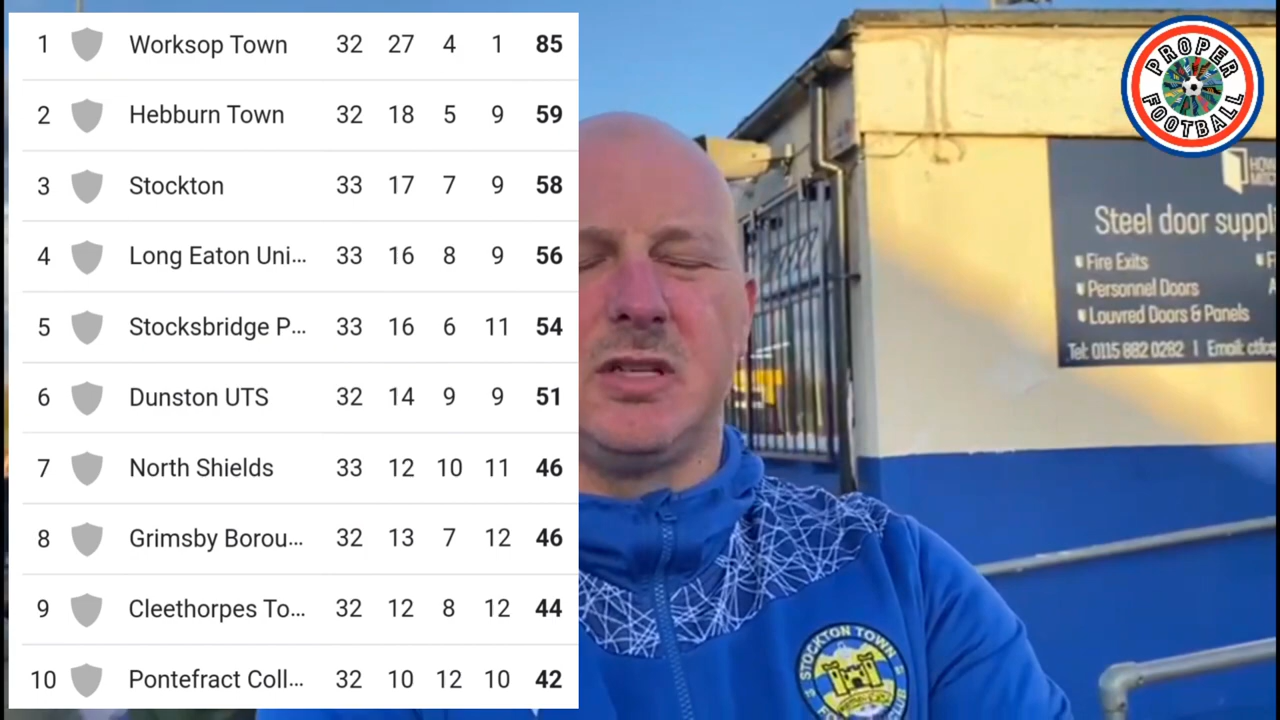 1 Worksop Town 32 27 4 1 85
2 Hebburn Town 32 18 5 9 59
3 Stockton 33 17 7 9 58
4 Long Eaton Uni... 33 16 8 9 56
5 Stocksbridge P... 33 16 6 11 54
6 Dunston UTS 32 14 9 9 51
7 North Shields 33 12 10 11 46
8 Grimsby Borou... 32 13 7 12 46
9 Cleethorpes To... 32 12 8 12 44
10 Pontefract Coll... 32 10 12 10 42
PROPER
FOOTBALL
Steel door suppli
Fire Exits
Personnel Doors
Louvred Doors & Panels
Tel: 0115 882 0282 | Email:
STOCKTON TOWN